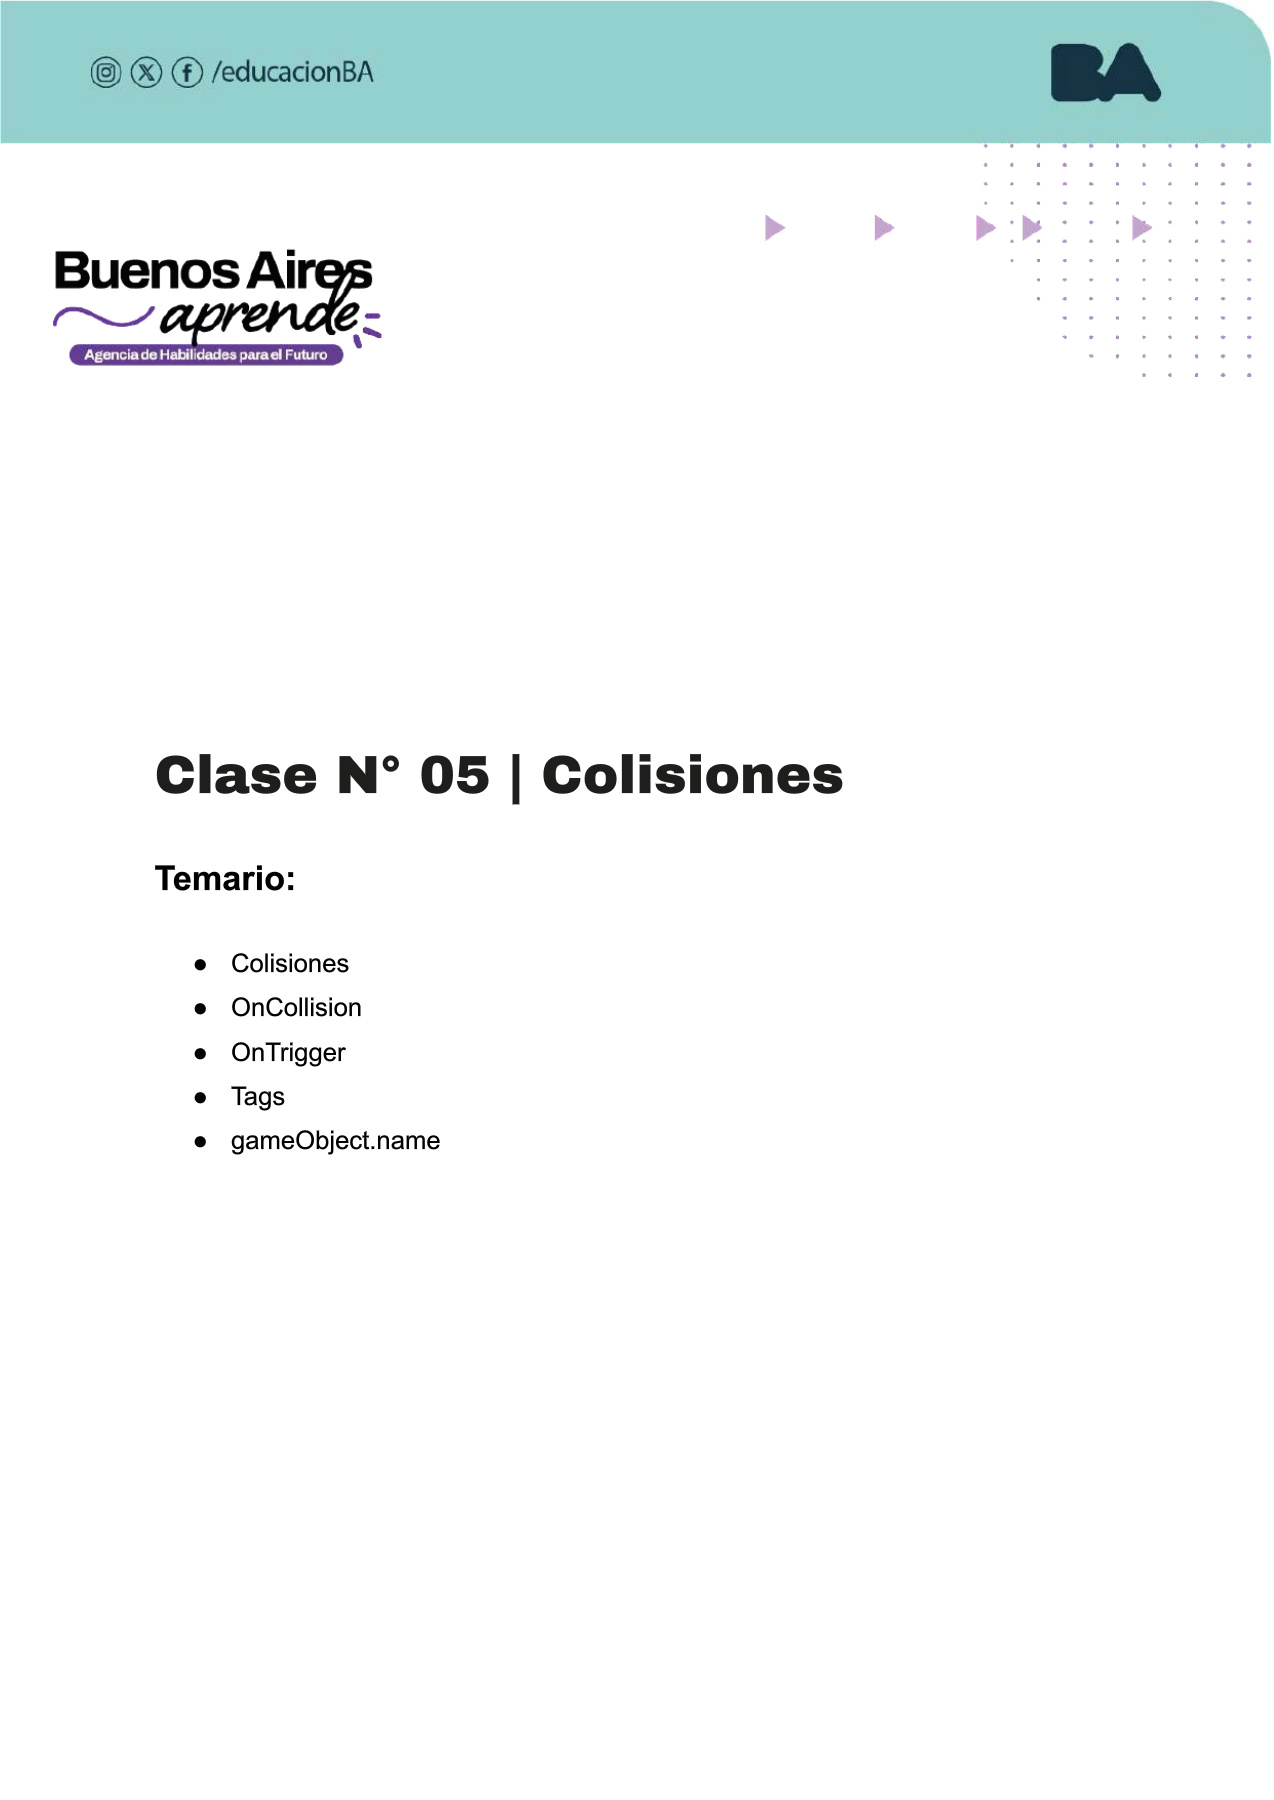 /educacionBA
BA
Buenos Aires
aprende
Agencia de Habilidades para el Futuro
Clase N° 05 | Colisiones
Temario:
● Colisiones
● OnCollision
● OnTrigger
● Tags
● gameObject.name